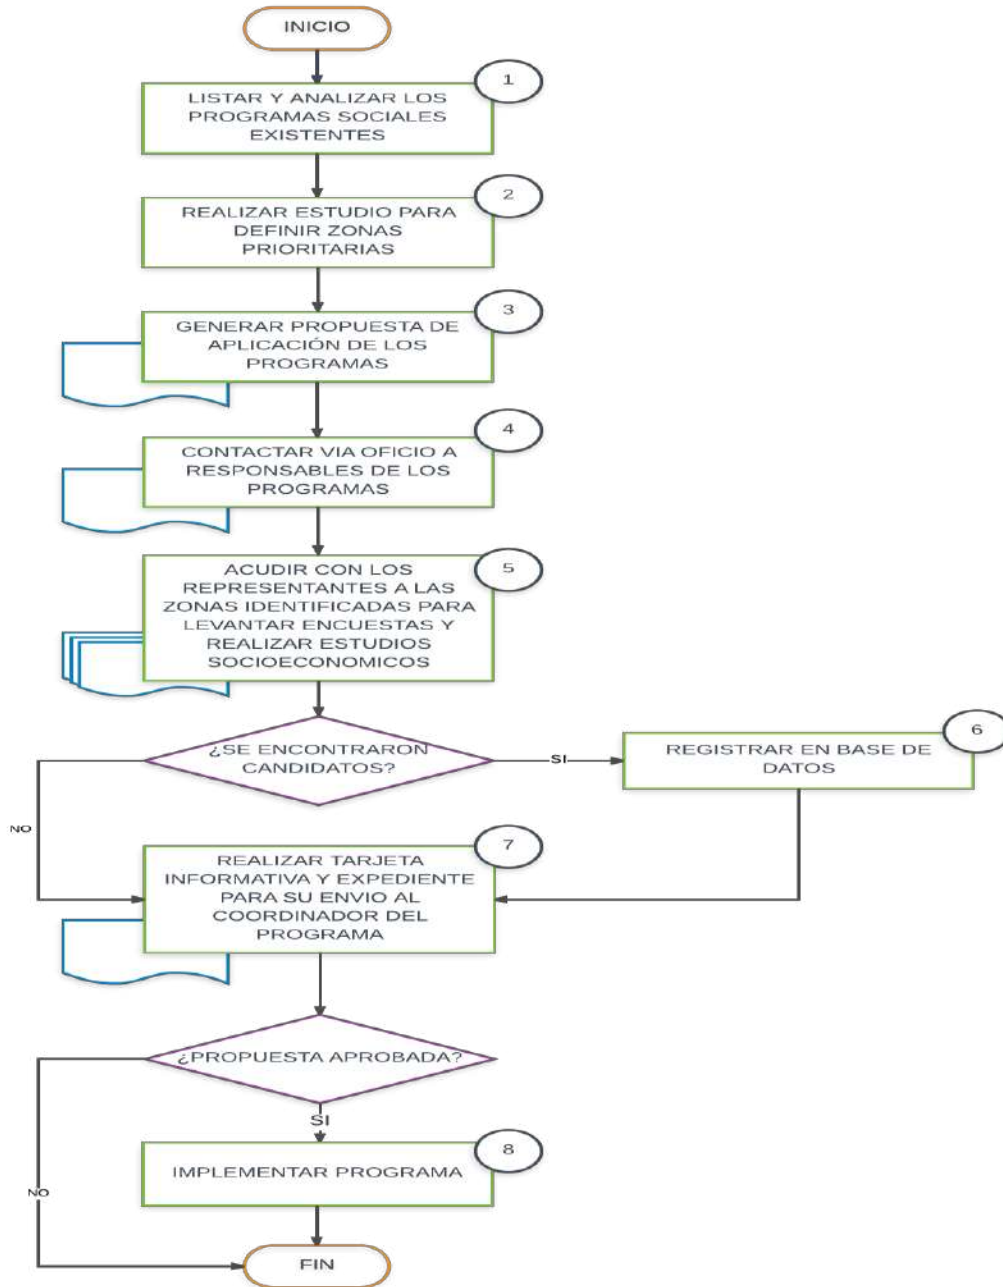 INICIO
1
LISTAR Y ANALIZAR LOS
PROGRAMAS SOCIALES
EXISTENTES
2
REALIZAR ESTUDIO PARA
DEFINIR ZONAS
PRIORITARIAS
3
GENERAR PROPUESTA DE
APLICACIÓN DE LOS
PROGRAMAS
4
CONTACTAR VIA OFICIO A
RESPONSABLES DE LOS
PROGRAMAS
5
ACUDIR CON LOS
REPRESENTANTES A LAS
ZONAS IDENTIFICADAS PARA
LEVANTAR ENCUESTAS Y
REALIZAR ESTUDIOS
SOCIOECONOMICOS
¿SE ENCONTRARON
CANDIDATOS?
SI
6
REGISTRAR EN BASE DE
DATOS
NO
7
REALIZAR TARJETA
INFORMATIVA Y EXPEDIENTE
PARA SU ENVIO AL
COORDINADOR DEL
PROGRAMA
¿PROPUESTA APROBADA?
SI
NO
8
IMPLEMENTAR PROGRAMA
FIN